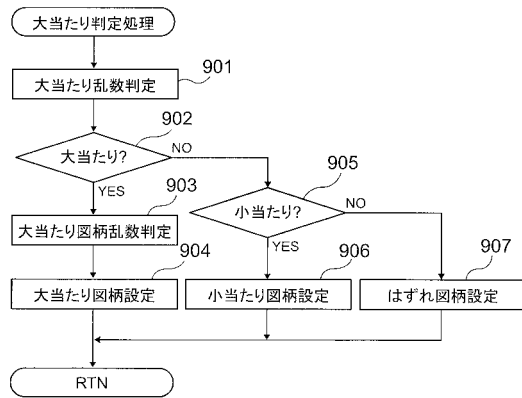 大当たり判定処理
901
大当たり乱数判定
902
大当たり?
NO
905
YES
903
小当たり?
NO
大当たり図柄乱数判定
904
YES
906
907
大当たり図柄設定
小当たり図柄設定
はずれ図柄設定
RTN